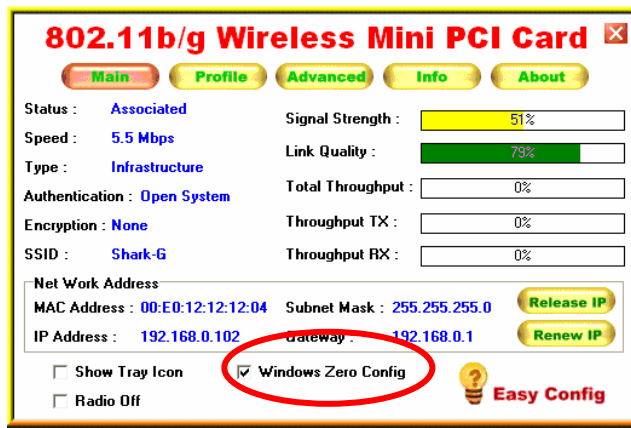 802.11b/g Wireless Mini PCI Card
Main Profile Advanced Info About
Status : Associated
Speed : 5.5 Mbps
Type : Infrastructure
Authentication : Open System
Encryption : None
SSID : Shark-G
Signal Strength : 51%
Link Quality : 79%
Total Throughput : 0%
Throughput TX : 0%
Throughput RX : 0%
Net Work Address
MAC Address : 00:E0:12:12:12:04 Subnet Mask : 255.255.255.0 Release IP
IP Address : 192.168.0.102 Gateway : 192.168.0.1 Renew IP
Show Tray Icon Windows Zero Config
Radio Off
Easy Config